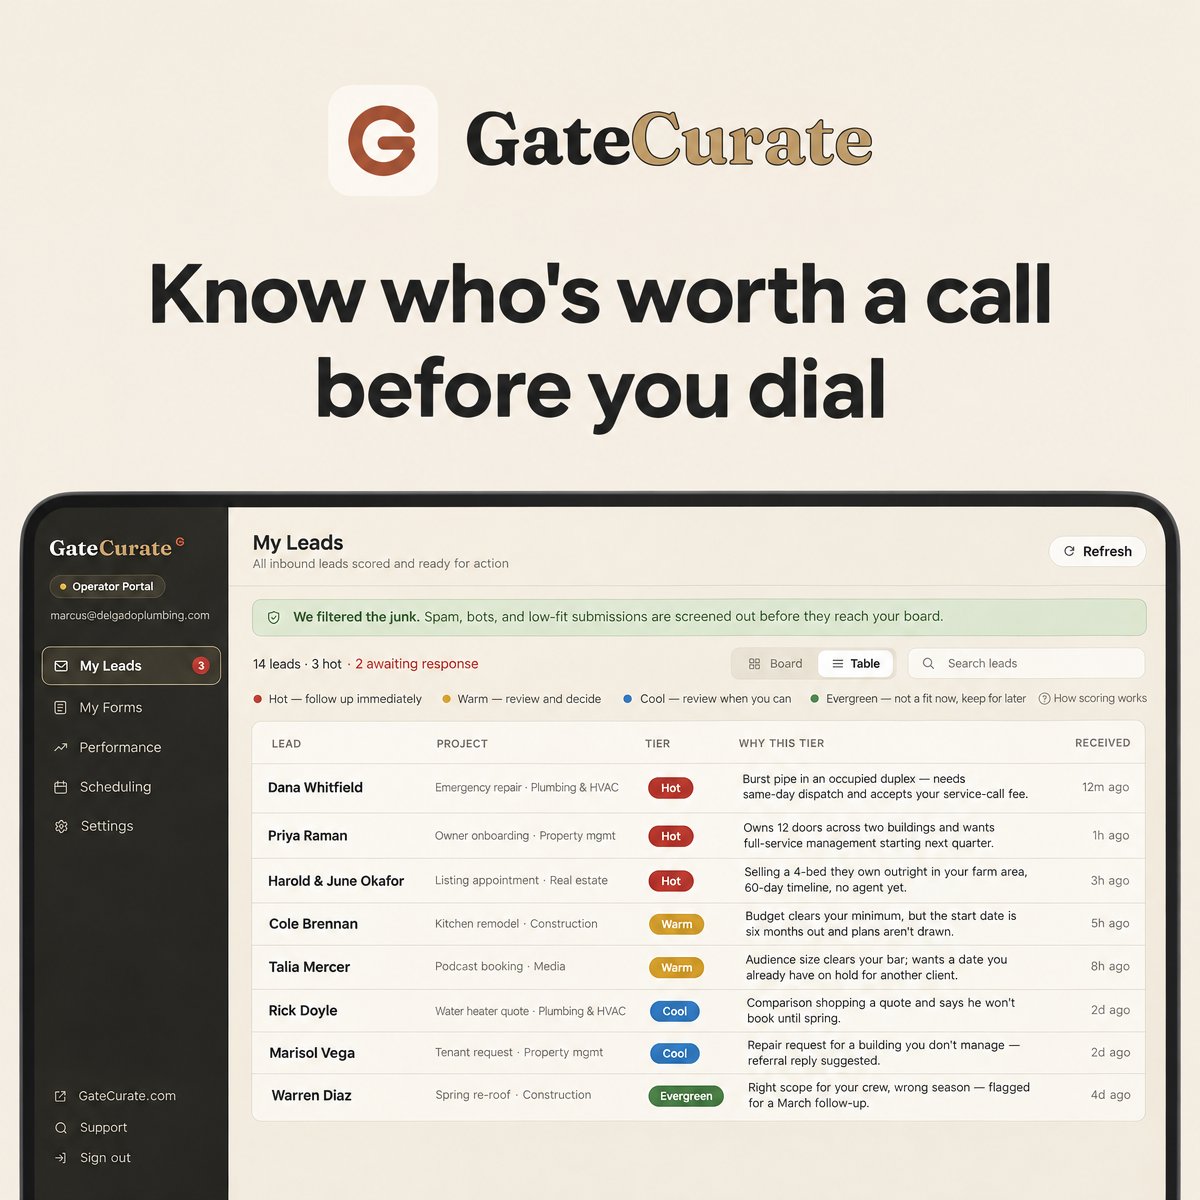 G GateCurate
Know who's worth a call
before you dial
GateCurate G
Operator Portal
marcus@delgadoplumbing.com
My Leads 3
My Forms
Performance
Scheduling
Settings
GateCurate.com
Support
Sign out
My Leads
All inbound leads scored and ready for action
Refresh
We filtered the junk. Spam, bots, and low-fit submissions are screened out before they reach your board.
14 leads · 3 hot · 2 awaiting response
Board Table Search leads
Hot — follow up immediately Warm — review and decide Cool — review when you can Evergreen — not a fit now, keep for later ? How scoring works
LEAD PROJECT TIER WHY THIS TIER RECEIVED
Dana Whitfield Emergency repair · Plumbing & HVAC Hot Burst pipe in an occupied duplex — needs
same-day dispatch and accepts your service-call fee. 12m ago
Priya Raman Owner onboarding · Property mgmt Hot Owns 12 doors across two buildings and wants
full-service management starting next quarter. 1h ago
Harold & June Okafor Listing appointment · Real estate Hot Selling a 4-bed they own outright in your farm area,
60-day timeline, no agent yet. 3h ago
Cole Brennan Kitchen remodel · Construction Warm Budget clears your minimum, but the start date is
six months out and plans aren't drawn. 5h ago
Talia Mercer Podcast booking · Media Warm Audience size clears your bar; wants a date you
already have on hold for another client. 8h ago
Rick Doyle Water heater quote · Plumbing & HVAC Cool Comparison shopping a quote and says he won't
book until spring. 2d ago
Marisol Vega Tenant request · Property mgmt Cool Repair request for a building you don't manage —
referral reply suggested. 2d ago
Warren Diaz Spring re-roof · Construction Evergreen Right scope for your crew, wrong season — flagged
for a March follow-up. 4d ago